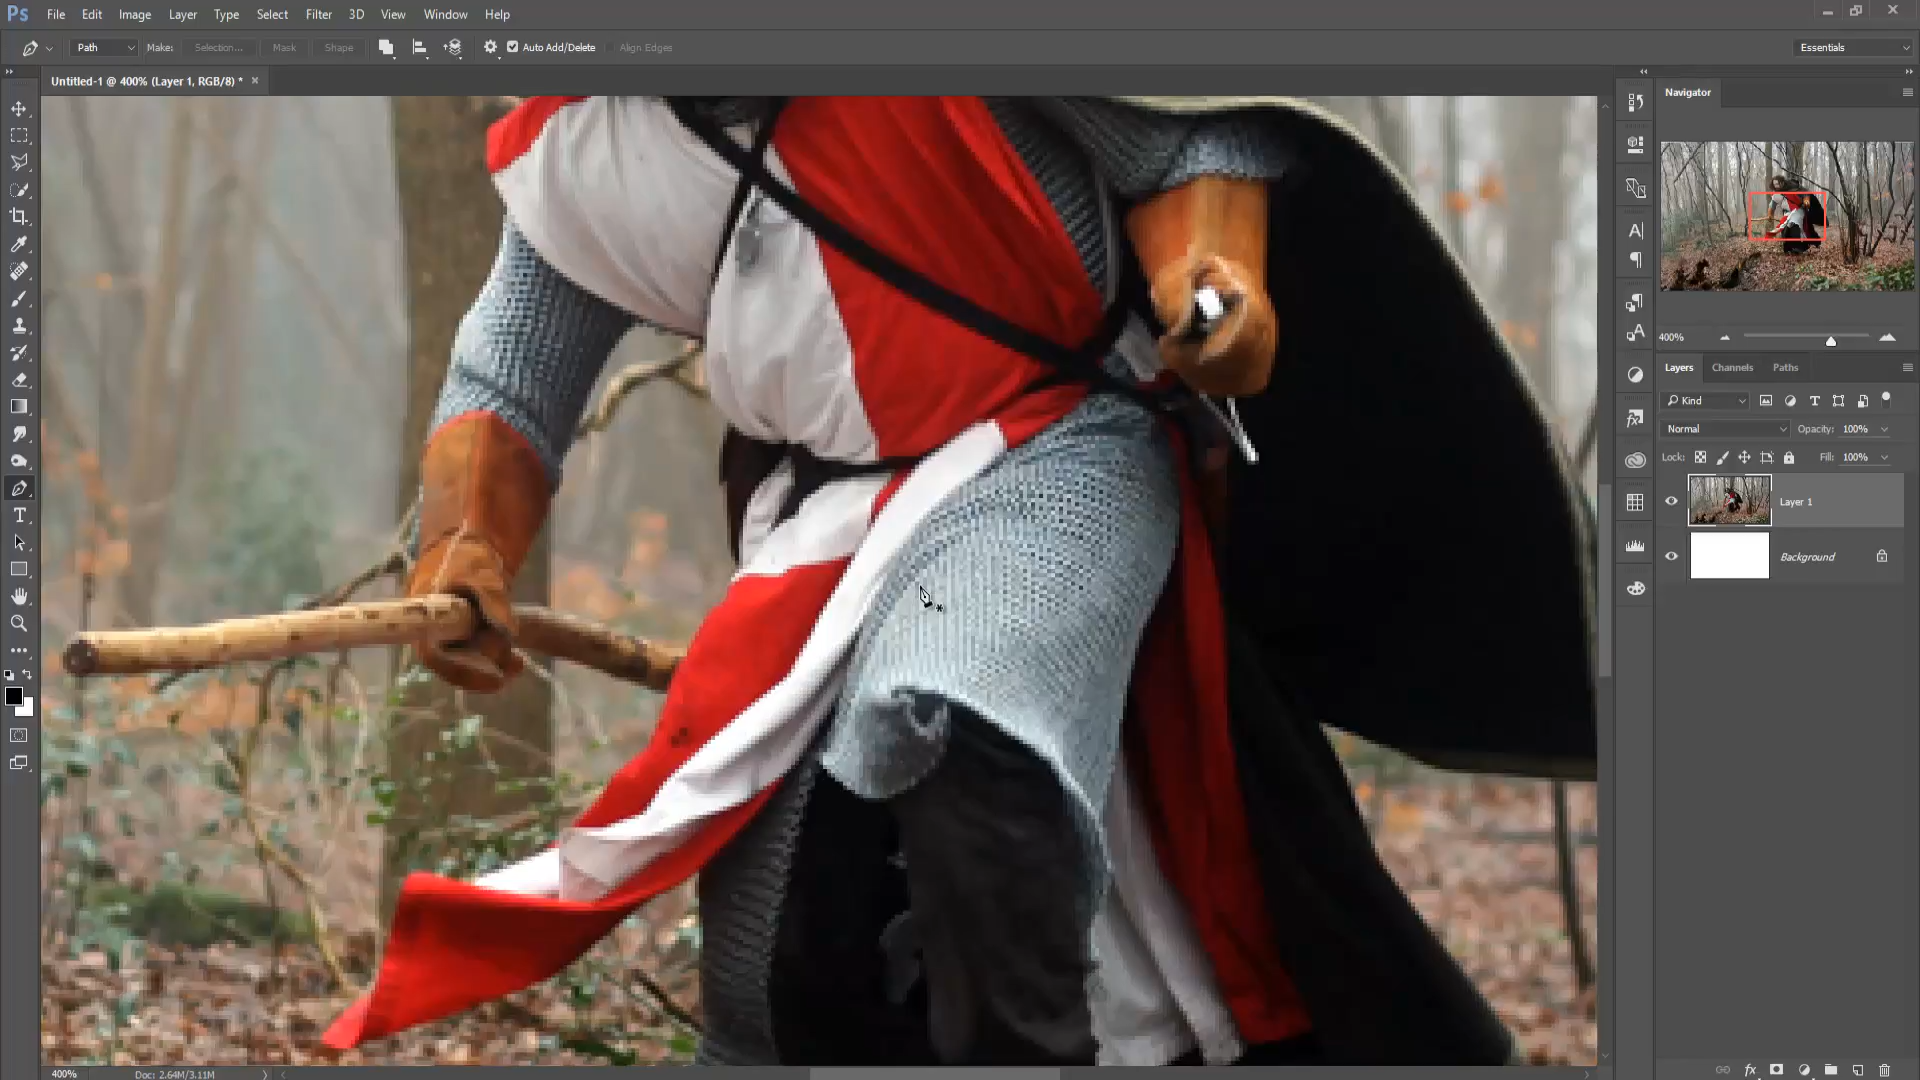 Ps File Edit Image Layer Type Select Filter 3D View Window Help
Path Make: Selection... Mask Shape Auto Add/Delete Align Edges Essentials
Untitled-1 @ 400% (Layer 1, RGB/8) *
Navigator
400%
Layers Channels Paths
Kind
Normal Opacity: 100%
Lock: Fill: 100%
Layer 1
Background
400% Doc: 2.64M/3.11M